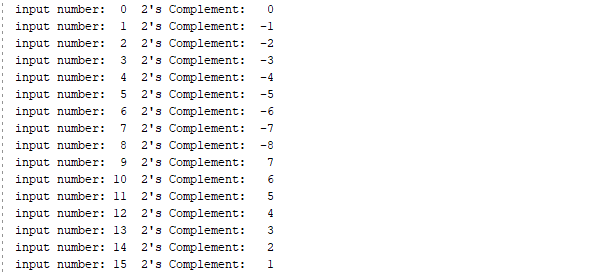 input number:  0  2's Complement:   0
input number:  1  2's Complement:  -1
input number:  2  2's Complement:  -2
input number:  3  2's Complement:  -3
input number:  4  2's Complement:  -4
input number:  5  2's Complement:  -5
input number:  6  2's Complement:  -6
input number:  7  2's Complement:  -7
input number:  8  2's Complement:  -8
input number:  9  2's Complement:   7
input number: 10  2's Complement:   6
input number: 11  2's Complement:   5
input number: 12  2's Complement:   4
input number: 13  2's Complement:   3
input number: 14  2's Complement:   2
input number: 15  2's Complement:   1